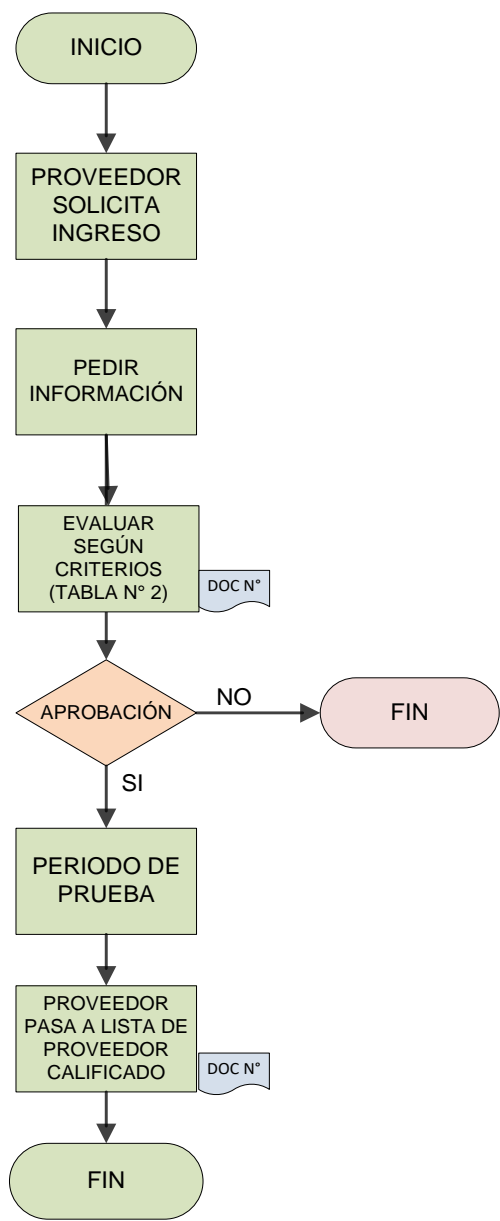 INICIO
PROVEEDOR
SOLICITA
INGRESO
PEDIR
INFORMACIÓN
EVALUAR
SEGÚN
CRITERIOS
(TABLA N° 2)
DOC N°
APROBACIÓN
NO
FIN
SI
PERIODO DE
PRUEBA
PROVEEDOR
PASA A LISTA DE
PROVEEDOR
CALIFICADO
DOC N°
FIN